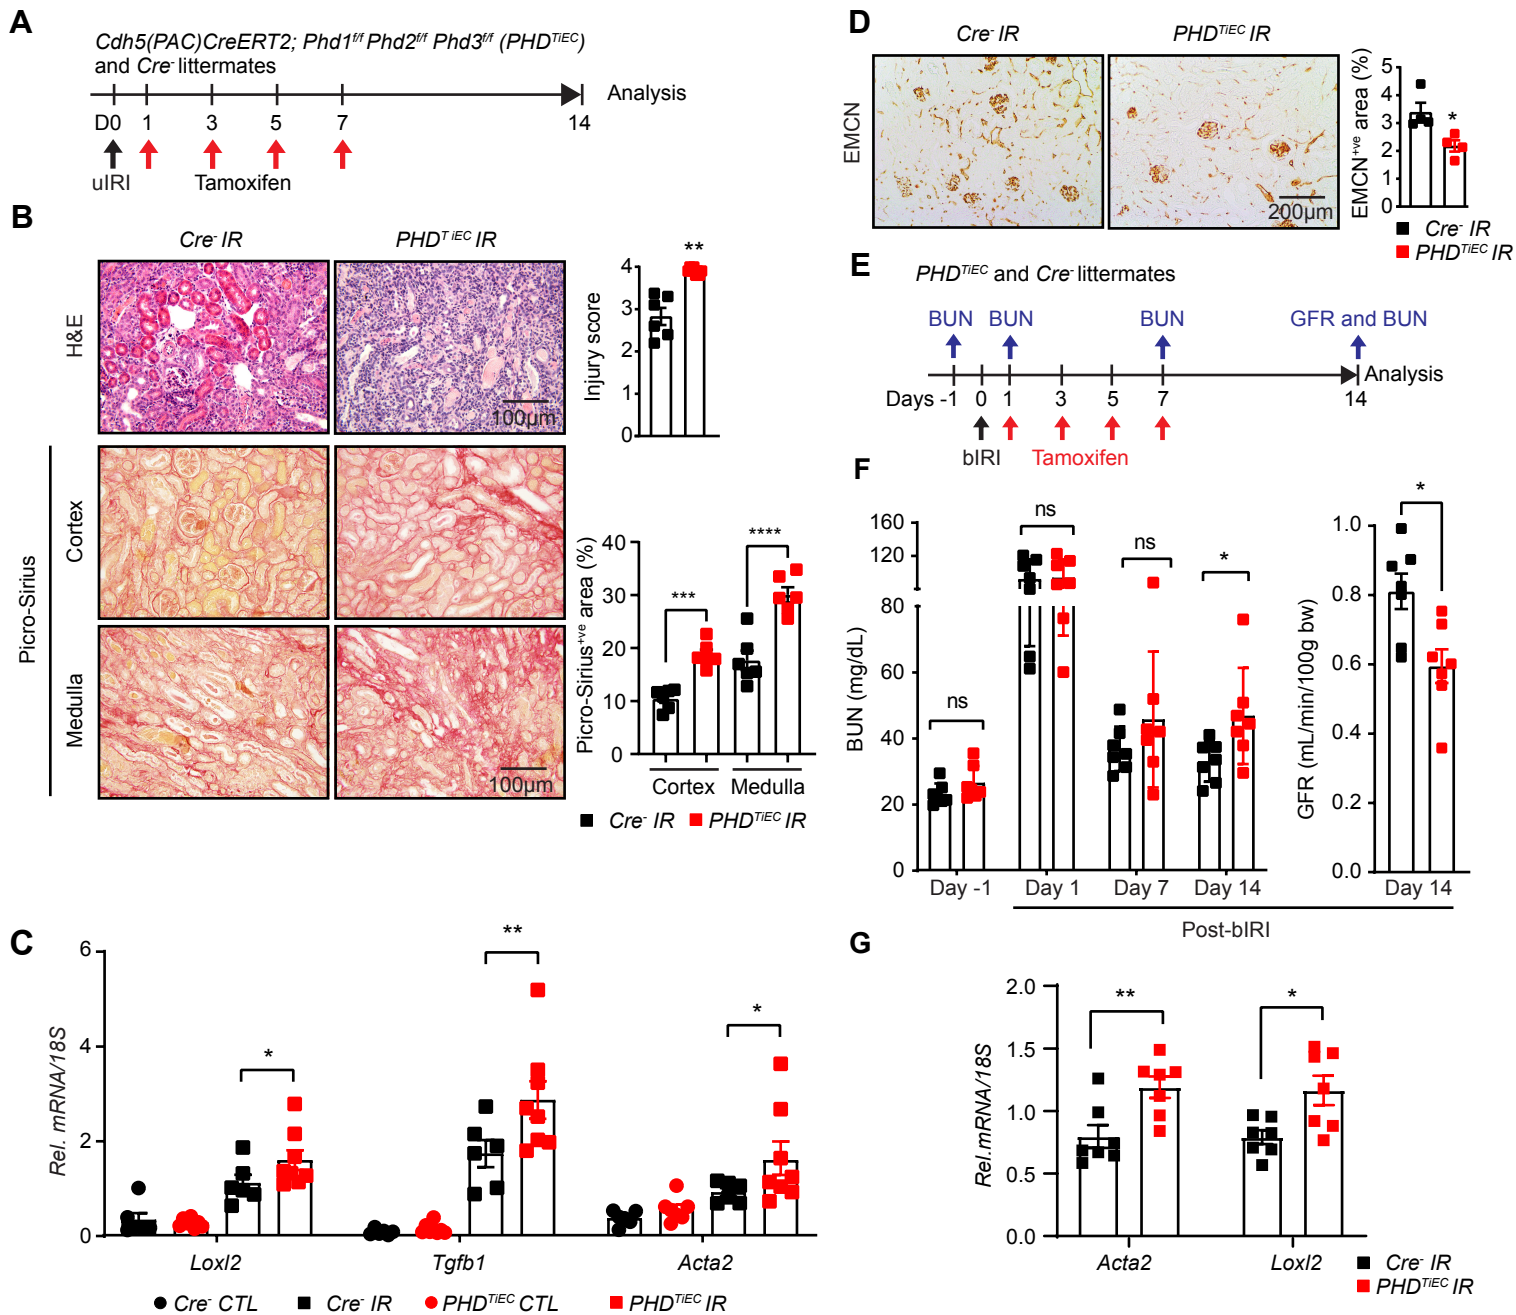 A
Cdh5(PAC)CreERT2; Phd1f/f Phd2f/f Phd3f/f (PHDTiEC)
and Cre- littermates
Analysis
D0 1 3 5 7 14
uIRI Tamoxifen
B
Cre- IR PHDTiEC IR
H&E
100µm
Injury score
**
4
3
2
1
0
Picro-Sirius
Cortex
Medulla
100µm
Picro-Sirius+ve area (%)
40
30
20
10
0
*** ****
Cortex Medulla
Cre- IR PHDTiEC IR
C
Rel. mRNA/18S
6
4
2
0
* ** *
Loxl2 Tgfb1 Acta2
Cre- CTL Cre- IR PHDTiEC CTL PHDTiEC IR
D
Cre- IR PHDTiEC IR
EMCN
200µm
EMCN+ve area (%)
5
4
3
2
1
0
*
Cre- IR
PHDTiEC IR
E
PHDTiEC and Cre- littermates
BUN BUN BUN GFR and BUN
Analysis
Days -1 0 1 3 5 7 14
bIRI Tamoxifen
F
BUN (mg/dL)
160
120
80
60
40
20
0
ns ns ns *
Day -1 Day 1 Day 7 Day 14
GFR (mL/min/100g bw)
1.0
0.8
0.6
0.4
0.2
0.0
*
Day 14
Post-bIRI
G
Rel.mRNA/18S
2.0
1.5
1.0
0.5
0.0
** *
Acta2 Loxl2
Cre- IR
PHDTiEC IR